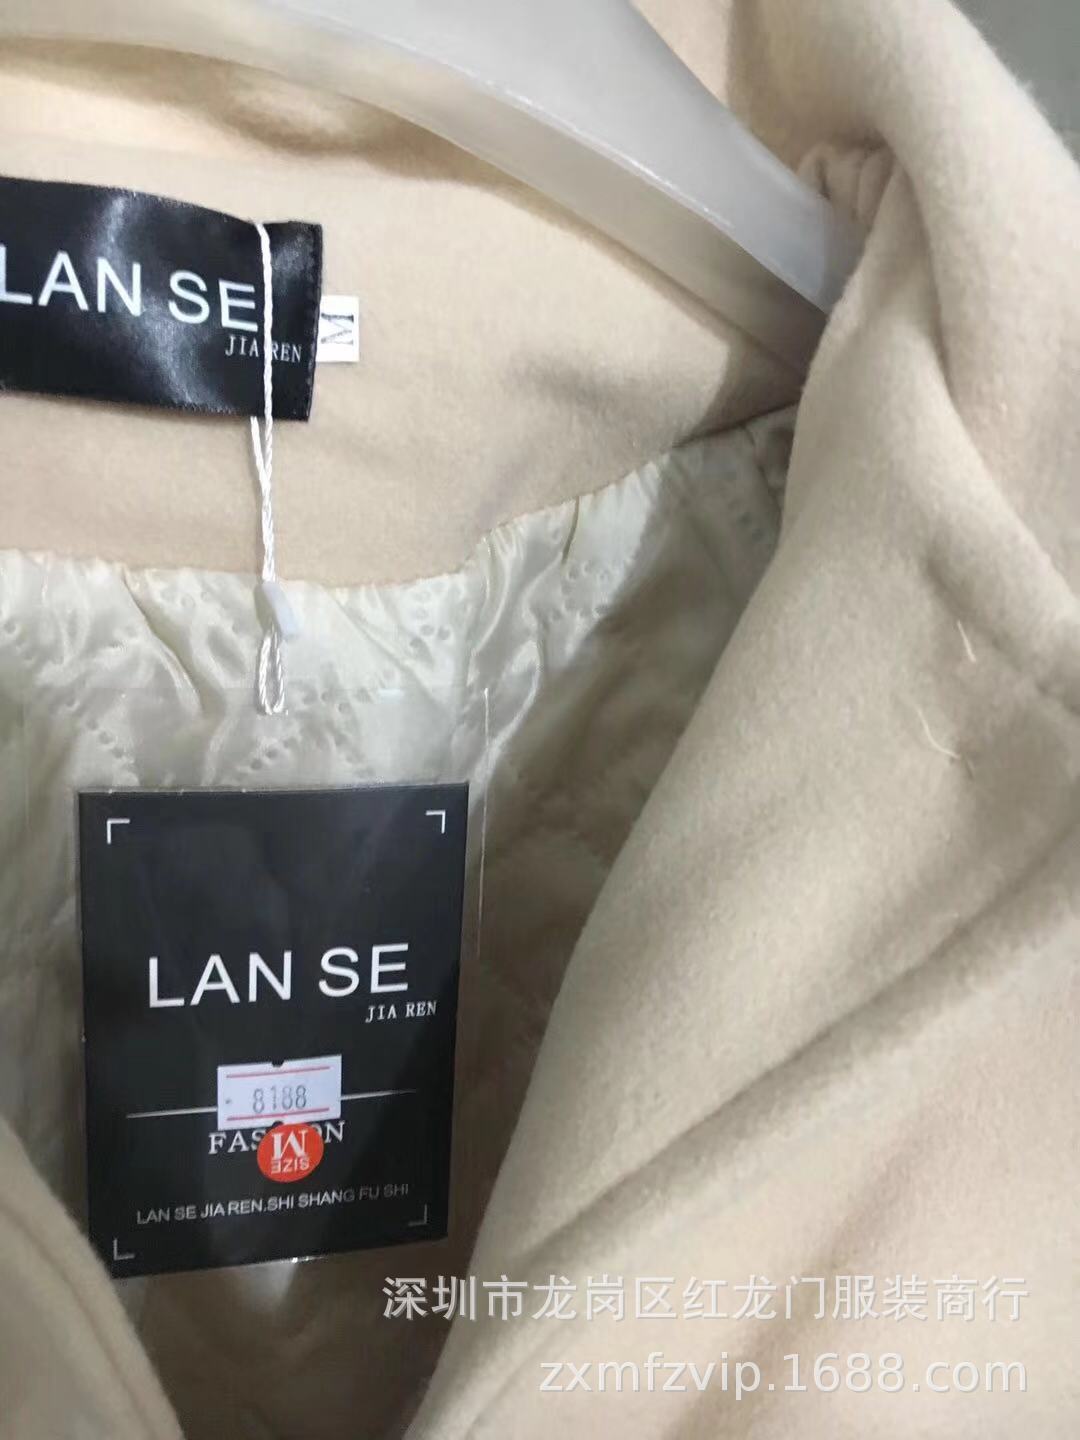 LAN SE
JIA REN
M
LAN SE
JIA REN
8188
FASHION
SIZE
M
LAN SE JIA REN.SHI SHANG FU SHI
深圳市龙岗区红龙门服装商行
zxmfzvip.1688.com